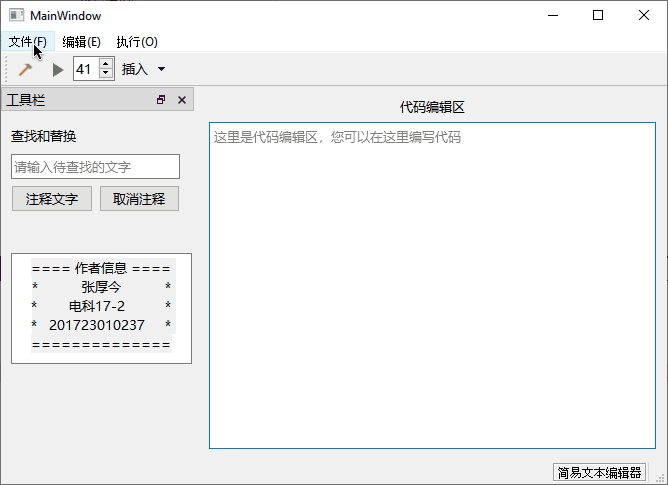 MainWindow
文件(F) 编辑(E) 执行(O)
41 插入
工具栏
查找和替换
请输入待查找的文字
注释文字 取消注释
==== 作者信息 ====
* 张厚今 *
* 电科17-2 *
* 201723010237 *
==============
代码编辑区
这里是代码编辑区，您可以在这里编写代码
简易文本编辑器